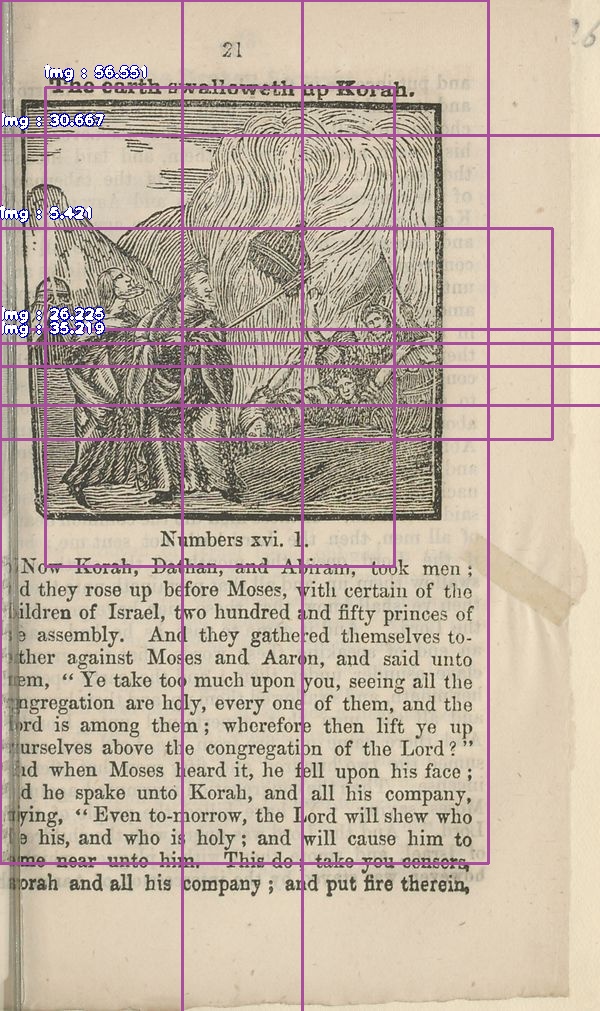 21
Img : 56.551
The earth swalloweth up Korah.
Img : 30.667
Img : 5.421
Img : 26.225
Img : 35.219
Numbers xvi. 1.
Now Korah, Dathan, and Abiram, took men ;
d they rose up before Moses, with certain of the
ildren of Israel, two hundred and fifty princes of
e assembly. And they gathered themselves to-
ther against Moses and Aaron, and said unto
em, “ Ye take too much upon you, seeing all the
ngregation are holy, every one of them, and the
ord is among them ; wherefore then lift ye up
urselves above the congregation of the Lord ? ”
nd when Moses heard it, he fell upon his face ;
d he spake unto Korah, and all his company,
ying, “ Even to-morrow, the Lord will shew who
e his, and who is holy ; and will cause him to
me near unto him. This do ; take you censers,
orah and all his company ; and put fire therein,